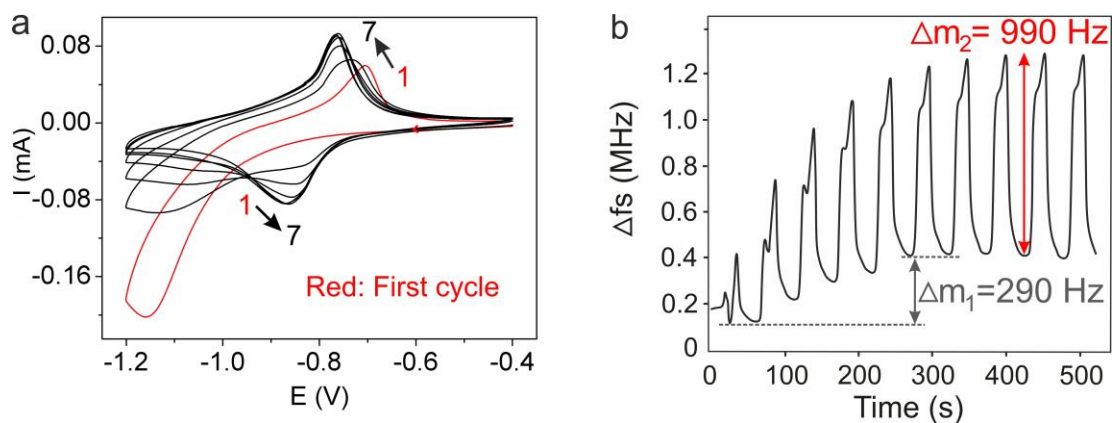 a
0.08
0.00
-0.08
-0.16
I (mA)
7
1
1
7
Red: First cycle
-1.2
-1.0
-0.8
-0.6
-0.4
E (V)
b
Δm2= 990 Hz
1.2
1.0
0.8
0.6
0.4
0.2
0
Δfs (MHz)
Δm1=290 Hz
0
100
200
300
400
500
Time (s)